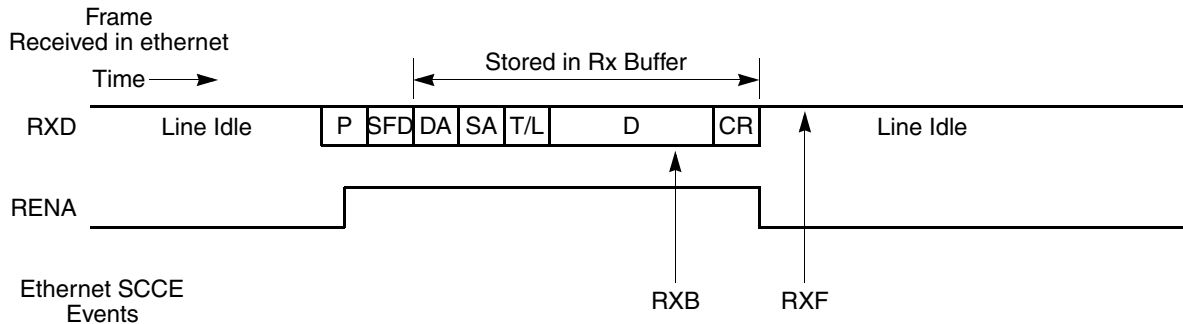 Frame
Received in ethernet
Stored in Rx Buffer
Time
RXD
Line Idle
P
SFD
DA
SA
T/L
D
CR
Line Idle
RENA
Ethernet SCCE
Events
RXB
RXF